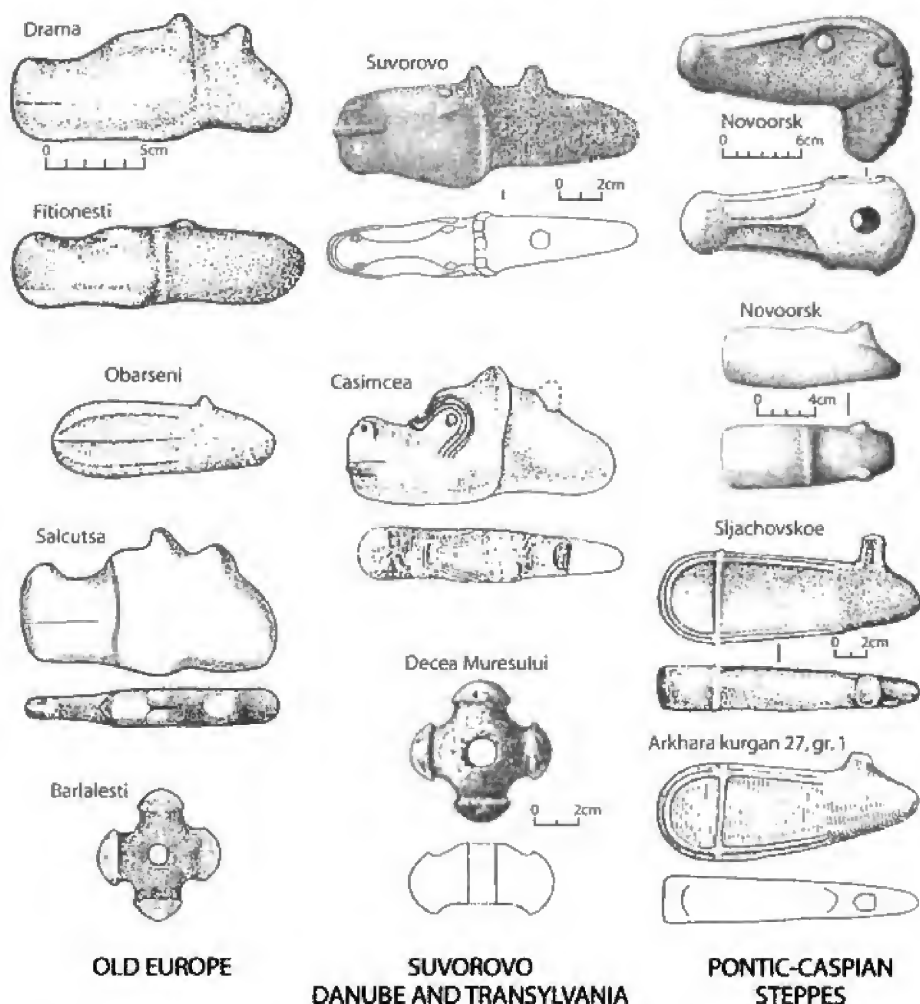 Drama
0 5cm
Fitionesti
Obarseni
Salcutsa
Barlalesti
OLD EUROPE
Suvorovo
0 2cm
Casimcea
Decea Muresului
0 2cm
SUVOROVO
DANUBE AND TRANSYLVANIA
Novoorsk
0 6cm
Novoorsk
0 4cm
Sljachovskoe
0 2cm
Arkhara kurgan 27, gr. 1
PONTIC-CASPIAN
STEPPES